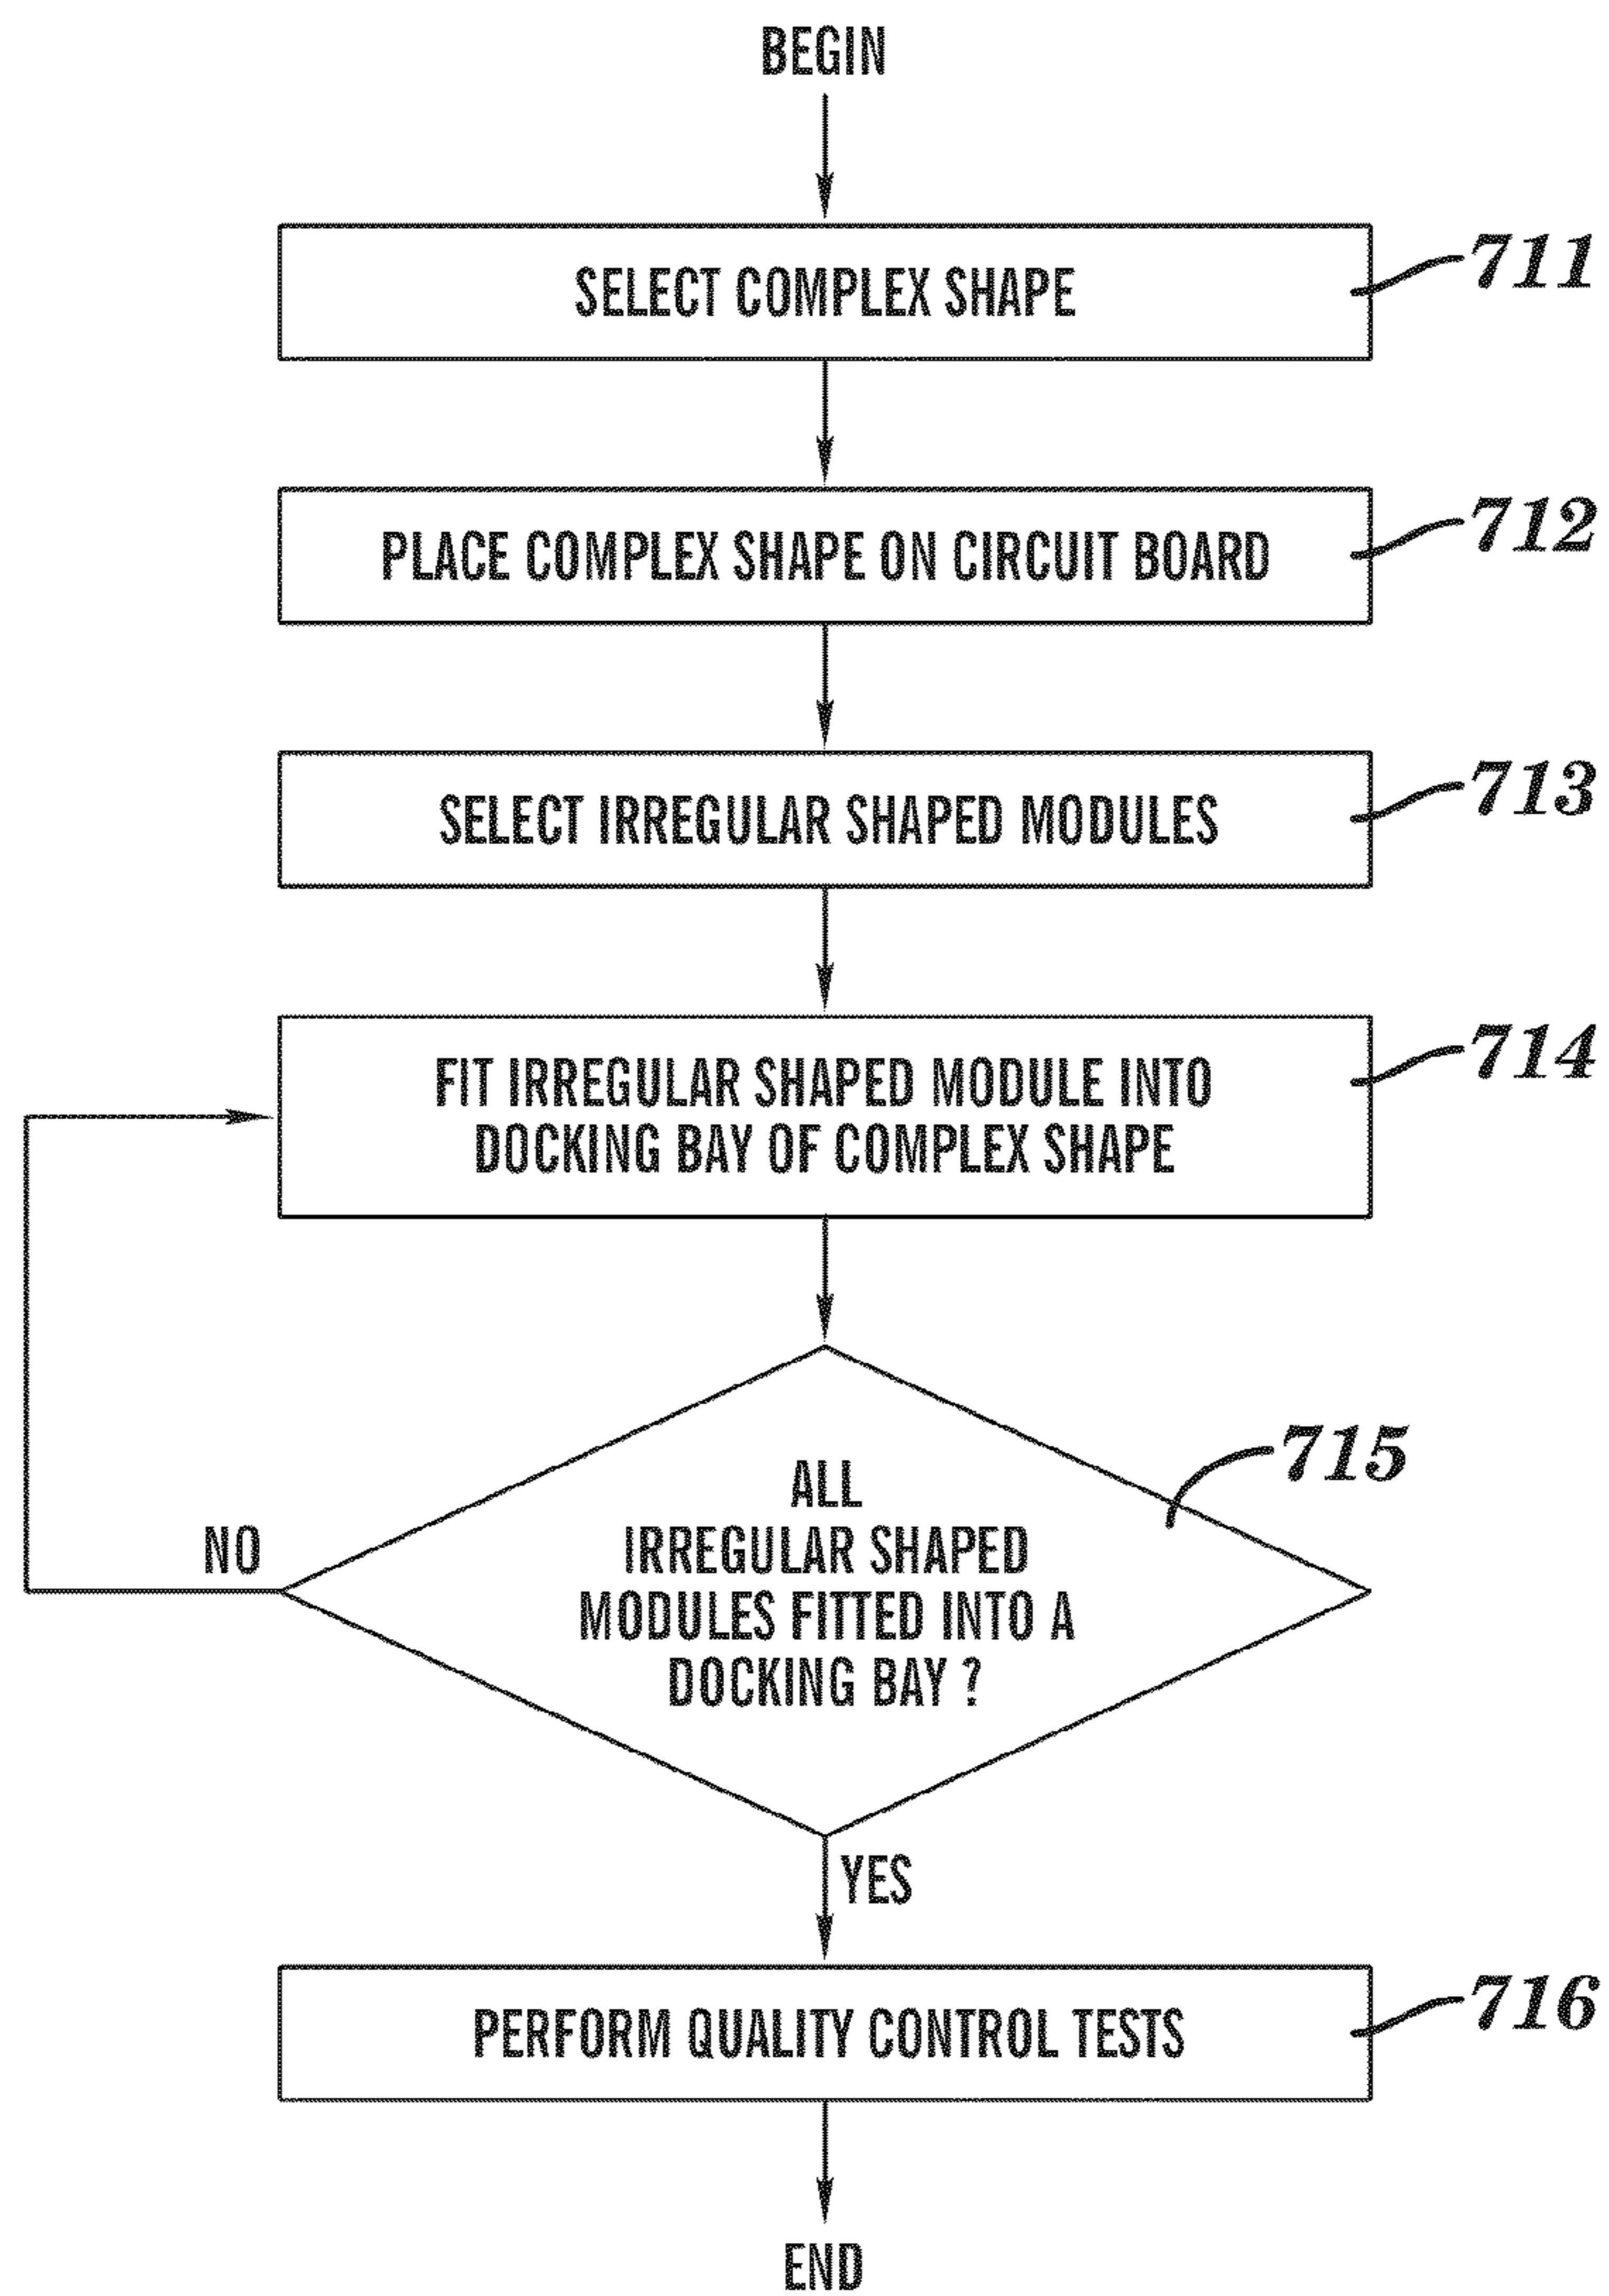 BEGIN
SELECT COMPLEX SHAPE
711
PLACE COMPLEX SHAPE ON CIRCUIT BOARD
712
SELECT IRREGULAR SHAPED MODULES
713
FIT IRREGULAR SHAPED MODULE INTO
DOCKING BAY OF COMPLEX SHAPE
714
ALL
IRREGULAR SHAPED
MODULES FITTED INTO A
DOCKING BAY ?
715
NO
YES
PERFORM QUALITY CONTROL TESTS
716
END